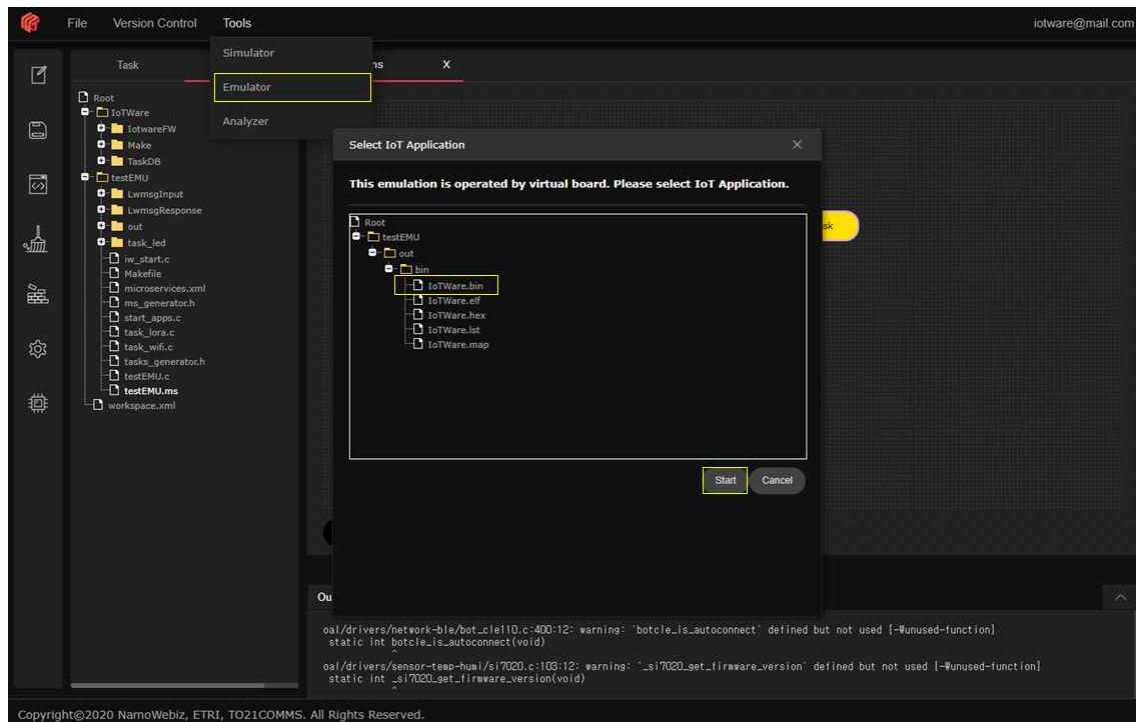 File Version Control Tools iotware@mail.com
Simulator
Emulator
Analyzer
Task ns X
Root
IoTWare
IotwareFW
Make
TaskDB
testEMU
LwmsgInput
LwmsgResponse
out
task_led
iw_start.c
Makefile
microservices.xml
ms_generator.h
start_apps.c
task_lora.c
task_wifi.c
tasks_generator.h
testEMU.c
testEMU.ms
workspace.xml
Select IoT Application
This emulation is operated by virtual board. Please select IoT Application.
Root
testEMU
out
bin
IoTWare.bin
IoTWare.elf
IoTWare.hex
IoTWare.lst
IoTWare.map
Start Cancel
sk
Ou
oal/drivers/network-ble/bot_cle110.c:400:12: warning: `botcle_is_autoconnect` defined but not used [-₩unused-function]
static int botcle_is_autoconnect(void)
^
oal/drivers/sensor-temp-humi/si7020.c:103:12: warning: `_si7020_get_firmware_version` defined but not used [-₩unused-function]
static int _si7020_get_firmware_version(void)
^
Copyright©2020 NamoWebiz, ETRI, TO21COMMS. All Rights Reserved.